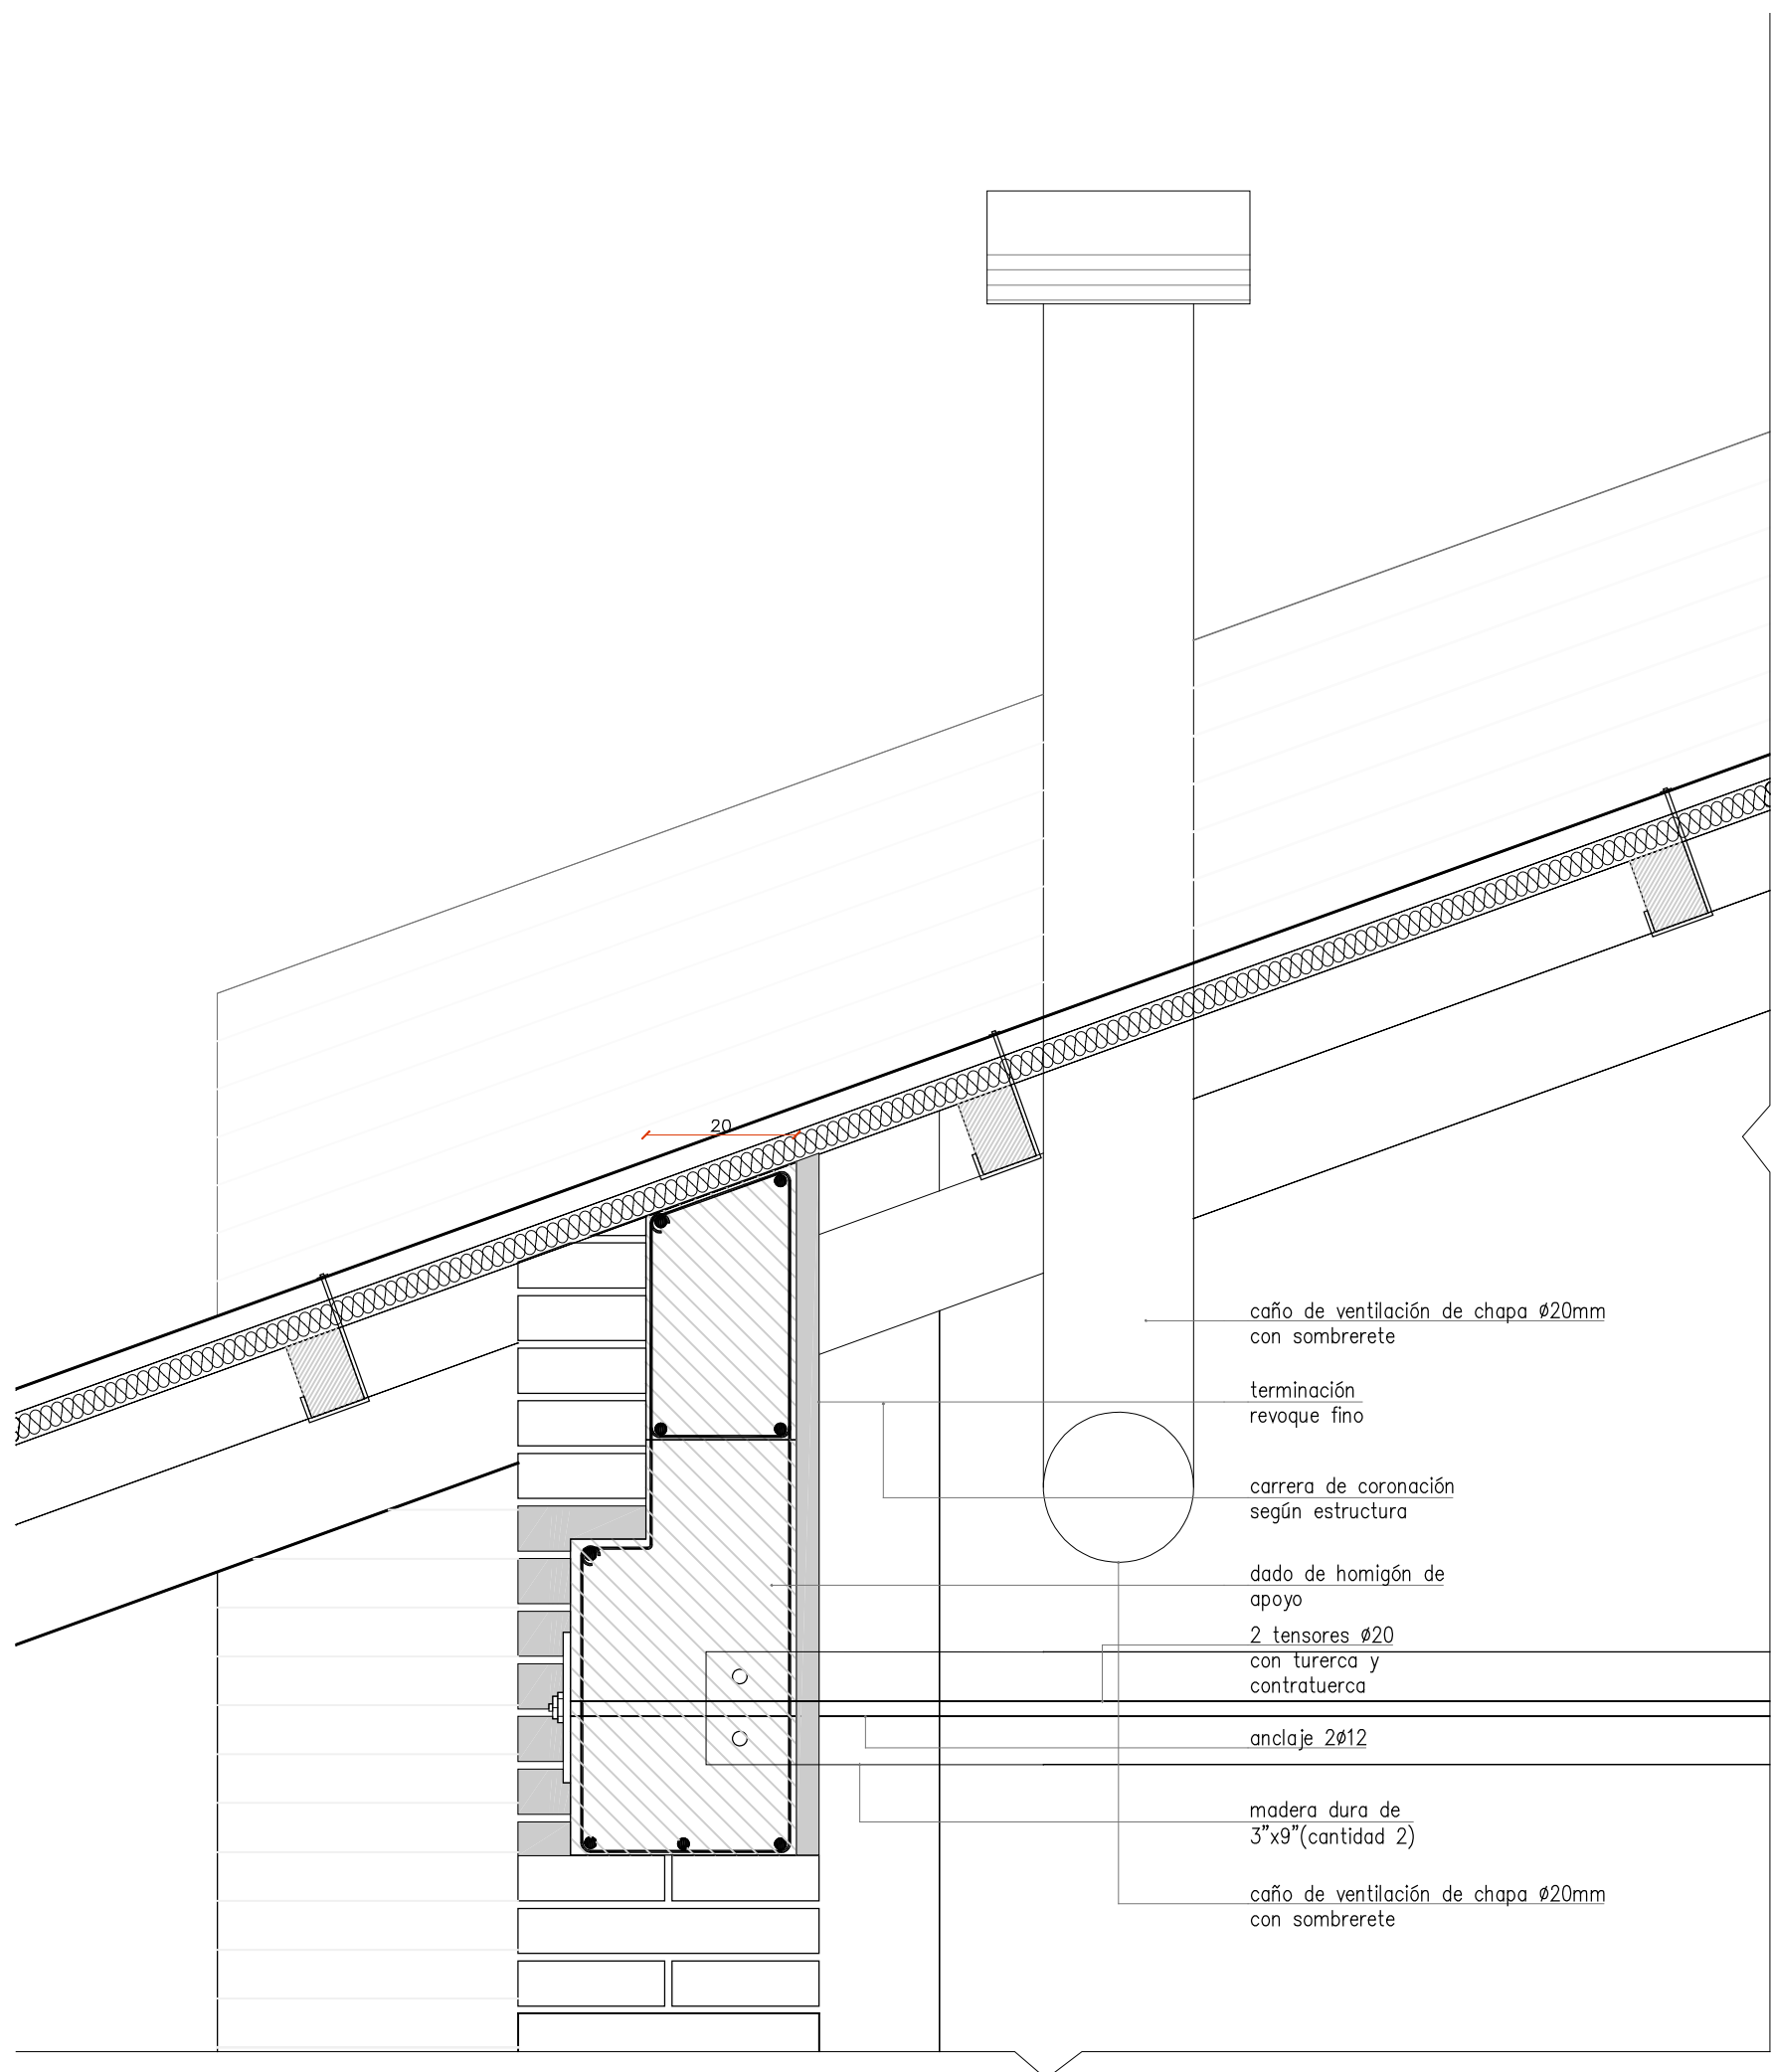 20
caño de ventilación de chapa Ø20mm
con sombrerete
terminación
revoque fino
carrera de coronación
según estructura
dado de homigón de
apoyo
2 tensores Ø20
con turerca y
contratuerca
anclaje 2Ø12
madera dura de
3"x9"(cantidad 2)
caño de ventilación de chapa Ø20mm
con sombrerete